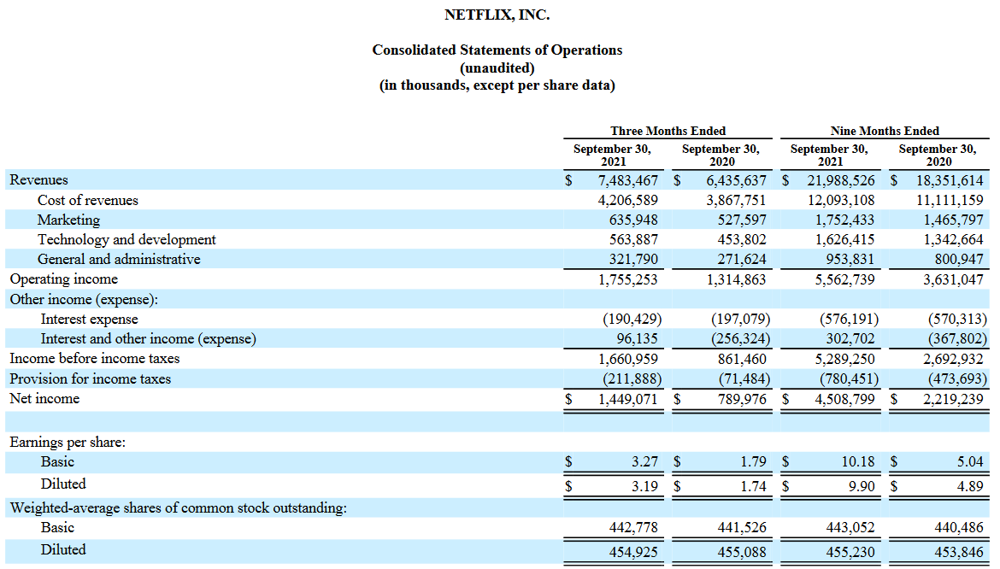 NETFLIX, INC.
Consolidated Statements of Operations
(unaudited)
(in thousands, except per share data)
Three Months Ended Nine Months Ended
September 30, 2021 September 30, 2020 September 30, 2021 September 30, 2020
Revenues $ 7,483,467 $ 6,435,637 $ 21,988,526 $ 18,351,614
Cost of revenues 4,206,589 3,867,751 12,093,108 11,111,159
Marketing 635,948 527,597 1,752,433 1,465,797
Technology and development 563,887 453,802 1,626,415 1,342,664
General and administrative 321,790 271,624 953,831 800,947
Operating income 1,755,253 1,314,863 5,562,739 3,631,047
Other income (expense):
Interest expense (190,429) (197,079) (576,191) (570,313)
Interest and other income (expense) 96,135 (256,324) 302,702 (367,802)
Income before income taxes 1,660,959 861,460 5,289,250 2,692,932
Provision for income taxes (211,888) (71,484) (780,451) (473,693)
Net income $ 1,449,071 $ 789,976 $ 4,508,799 $ 2,219,239
Earnings per share:
Basic $ 3.27 $ 1.79 $ 10.18 $ 5.04
Diluted $ 3.19 $ 1.74 $ 9.90 $ 4.89
Weighted-average shares of common stock outstanding:
Basic 442,778 441,526 443,052 440,486
Diluted 454,925 455,088 455,230 453,846